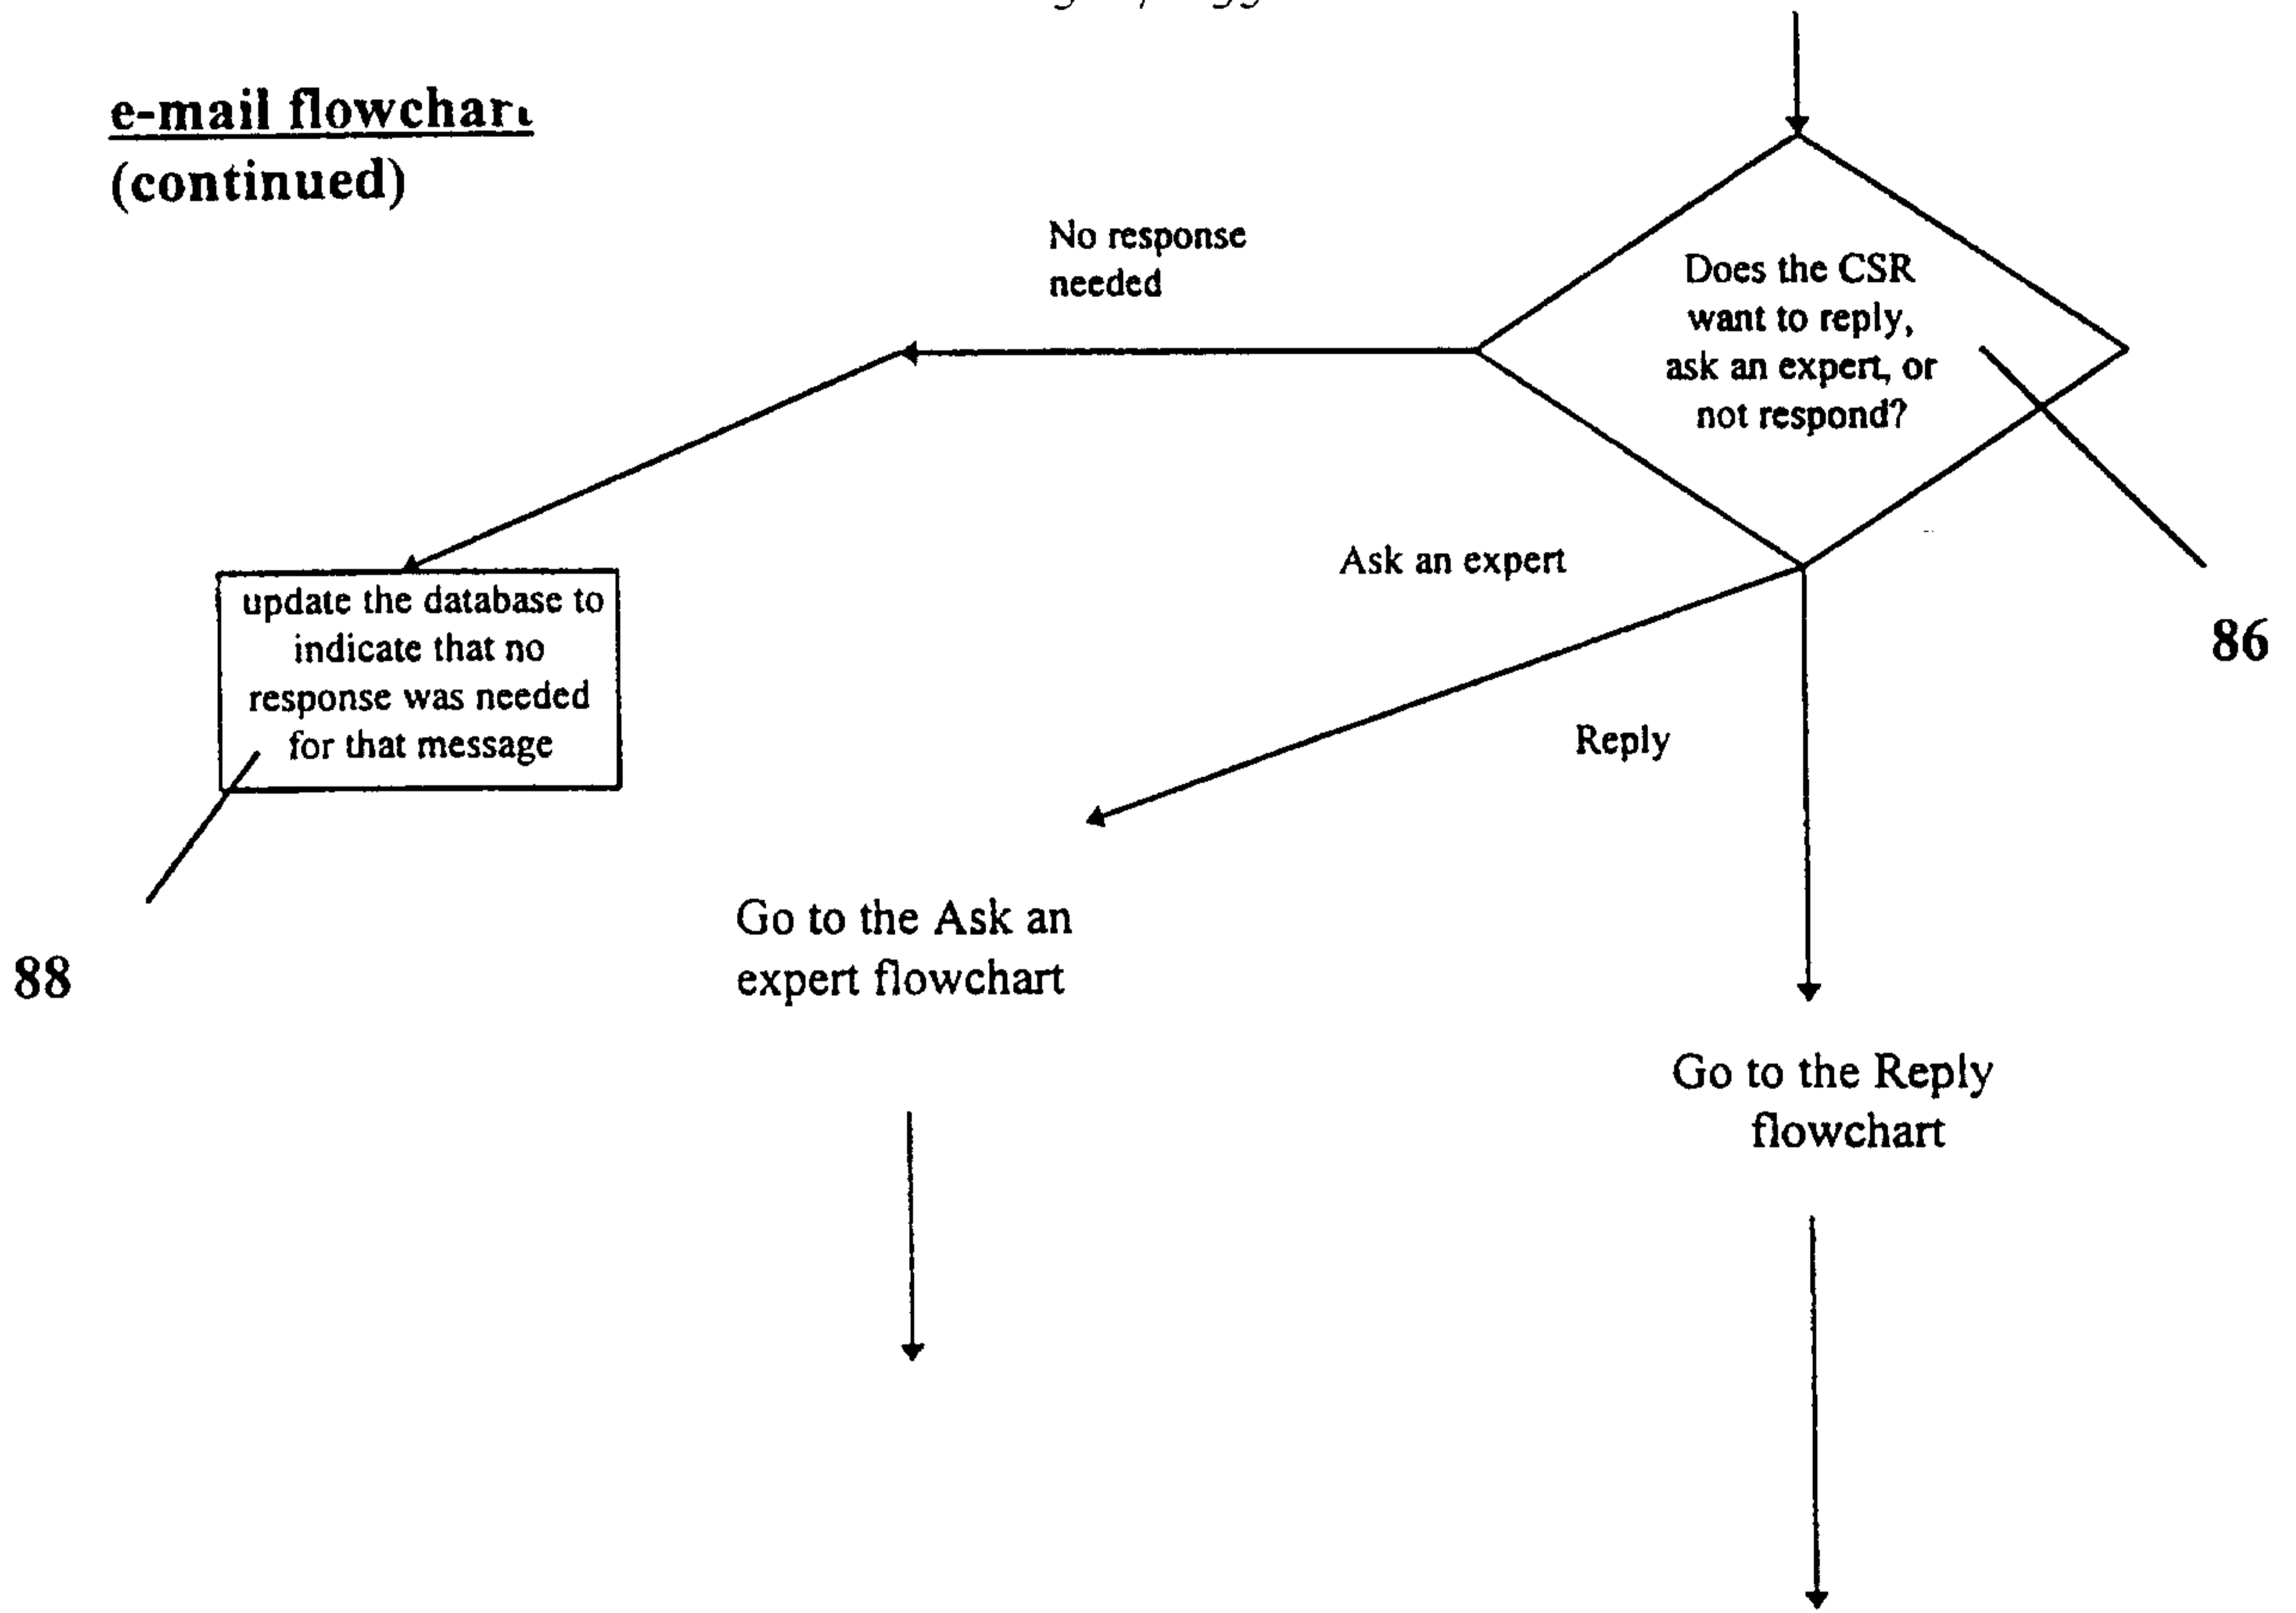 e-mail flowchart
(continued)
No response
needed
Does the CSR
want to reply,
ask an expert, or
not respond?
Ask an expert
update the database to
indicate that no
response was needed
for that message
86
Reply
88
Go to the Ask an
expert flowchart
Go to the Reply
flowchart